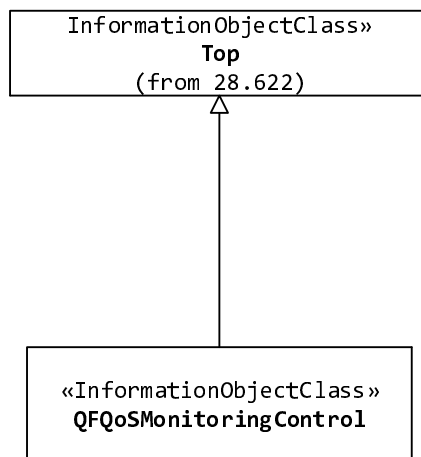 InformationObjectClass»
Top
(from 28.622)
«InformationObjectClass»
QFQoSMonitoringControl